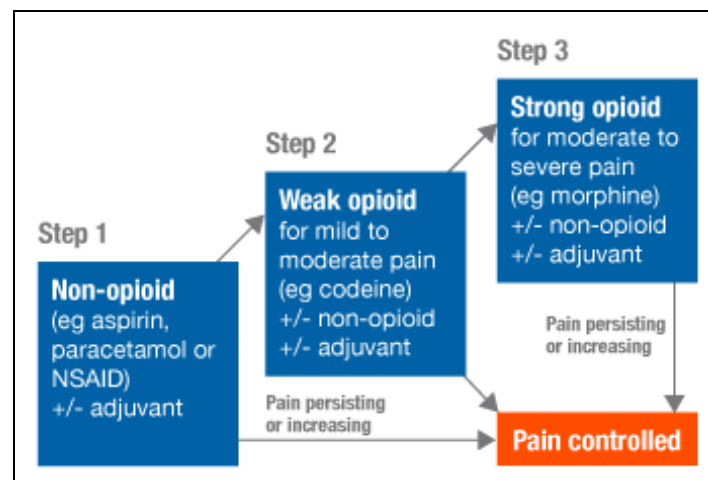 Step 1
Non-opioid
(eg aspirin,
paracetamol or
NSAID)
+/- adjuvant
Step 2
Weak opioid
for mild to
moderate pain
(eg codeine)
+/- non-opioid
+/- adjuvant
Step 3
Strong opioid
for moderate to
severe pain
(eg morphine)
+/- non-opioid
+/- adjuvant
Pain persisting
or increasing
Pain persisting
or increasing
Pain controlled